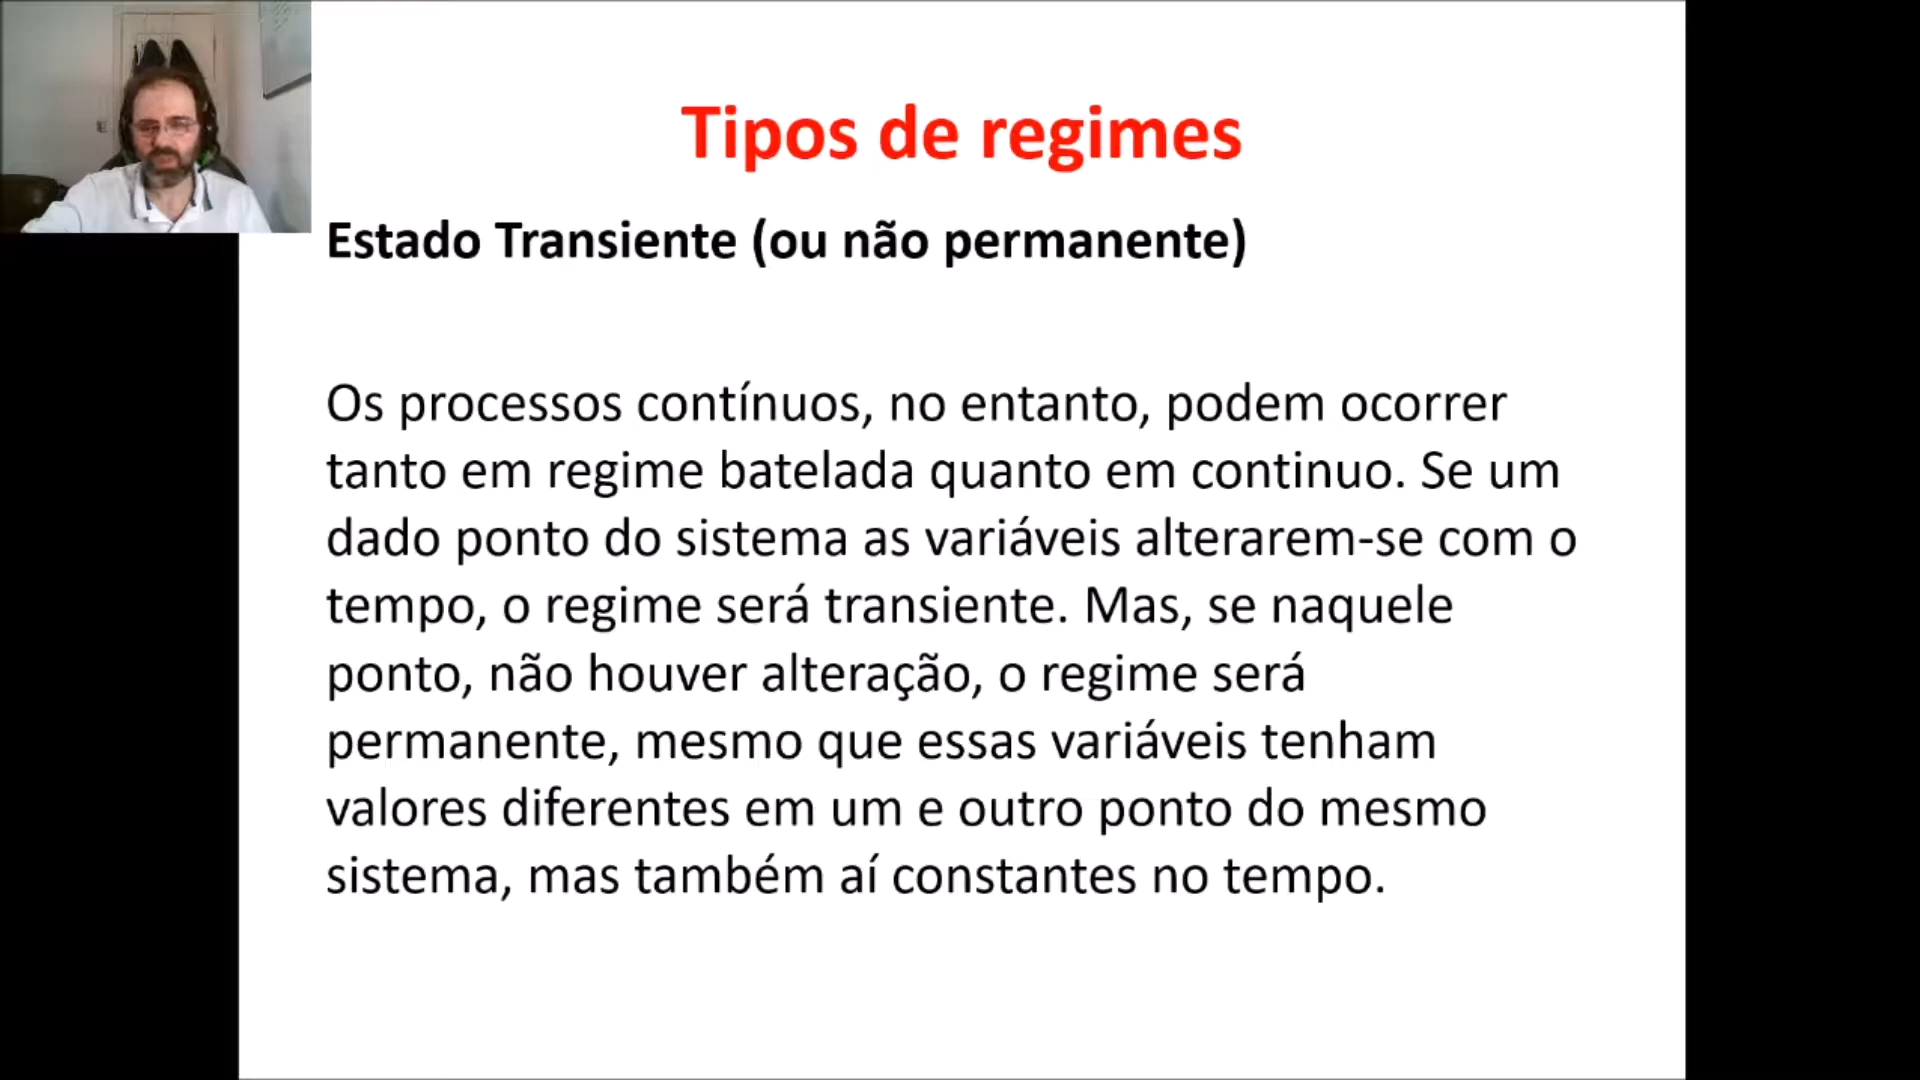 Tipos de regimes
Estado Transiente (ou não permanente)
Os processos contínuos, no entanto, podem ocorrer
tanto em regime batelada quanto em continuo. Se um
dado ponto do sistema as variáveis alterarem-se com o
tempo, o regime será transiente. Mas, se naquele
ponto, não houver alteração, o regime será
permanente, mesmo que essas variáveis tenham
valores diferentes em um e outro ponto do mesmo
sistema, mas também aí constantes no tempo.